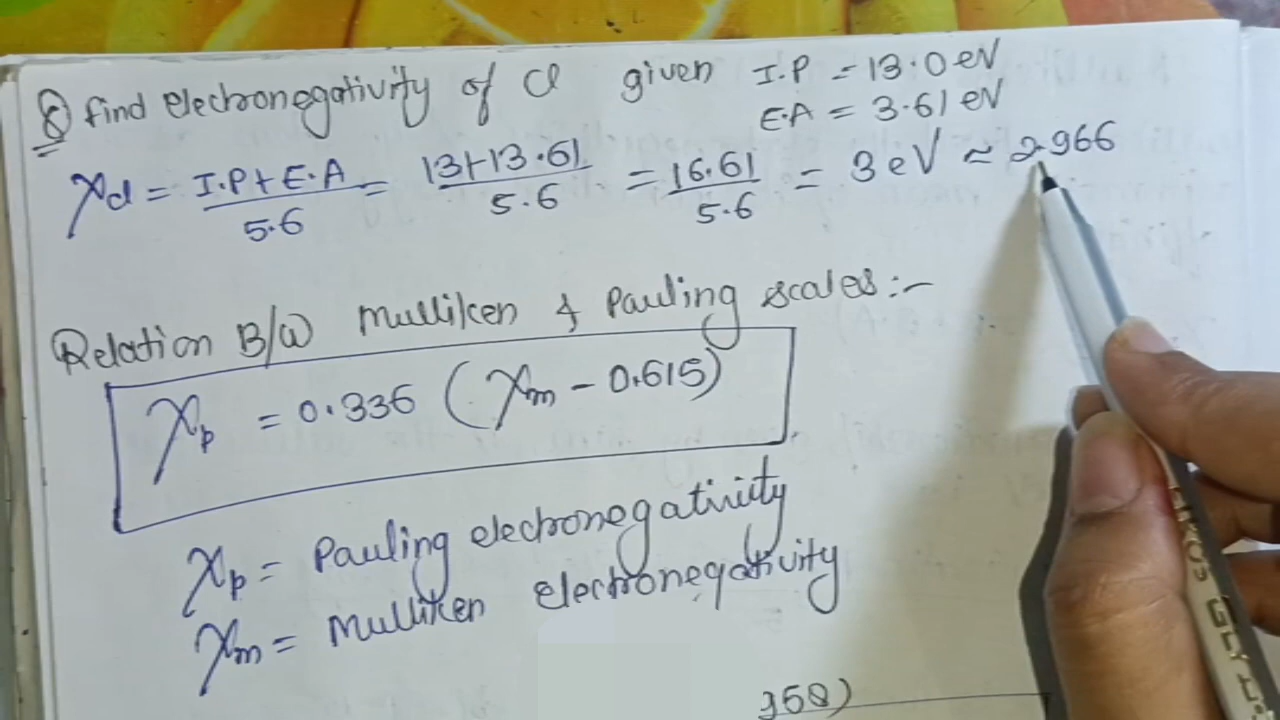 Q find electronegativity of Cl given I.P = 13.0 eV
E.A = 3.61 eV
χcl = I.P + E.A / 5.6 = 13+13.61 / 5.6 = 16.61 / 5.6 = 3 eV ≈ 2.966
Relation B/W Mulliken & Pauling scales :-
χp = 0.336 (χm - 0.615)
χp = Pauling electronegativity
χm = Mulliken electronegativity